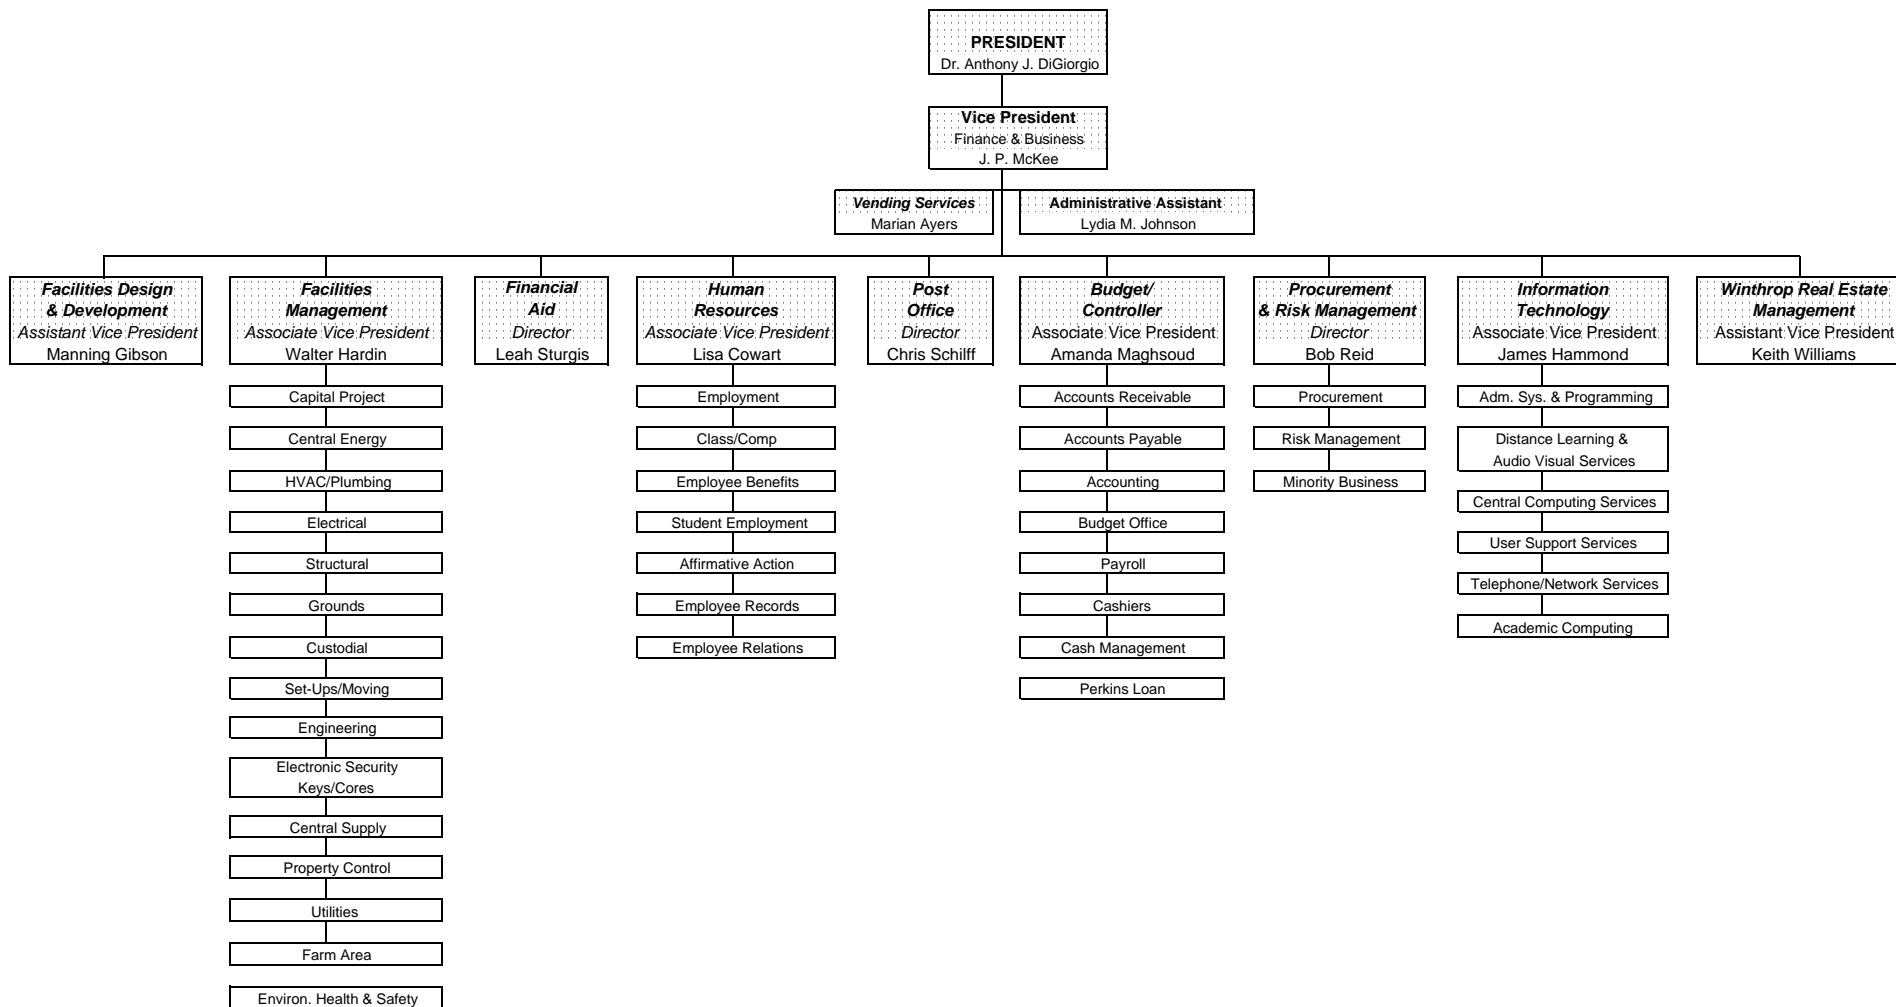 PRESIDENT
Dr. Anthony J. DiGiorgio
Vice President
Finance & Business
J. P. McKee
Vending Services
Marian Ayers
Administrative Assistant
Lydia M. Johnson
Facilities Design
& Development
Assistant Vice President
Manning Gibson
Facilities
Management
Associate Vice President
Walter Hardin
Capital Project
Central Energy
HVAC/Plumbing
Electrical
Structural
Grounds
Custodial
Set-Ups/Moving
Engineering
Electronic Security
Keys/Cores
Central Supply
Property Control
Utilities
Farm Area
Environ. Health & Safety
Financial
Aid
Director
Leah Sturgis
Human
Resources
Associate Vice President
Lisa Cowart
Employment
Class/Comp
Employee Benefits
Student Employment
Affirmative Action
Employee Records
Employee Relations
Post
Office
Director
Chris Schilff
Budget/
Controller
Associate Vice President
Amanda Maghsoud
Accounts Receivable
Accounts Payable
Accounting
Budget Office
Payroll
Cashiers
Cash Management
Perkins Loan
Procurement
& Risk Management
Director
Bob Reid
Procurement
Risk Management
Minority Business
Information
Technology
Associate Vice President
James Hammond
Adm. Sys. & Programming
Distance Learning &
Audio Visual Services
Central Computing Services
User Support Services
Telephone/Network Services
Academic Computing
Winthrop Real Estate
Management
Assistant Vice President
Keith Williams